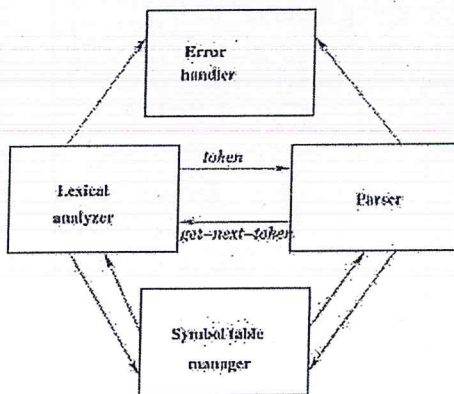 Error
handler
token
Lexical
analyzer
Parser
get-next-token
Symbol table
manager